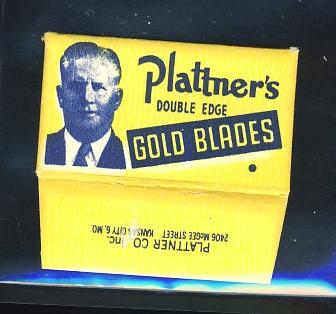 Plattner's
DOUBLE EDGE
GOLD BLADES
PLATTNER CO. Inc.
2406 McGEE STREET KANSAS CITY, 6, MO.